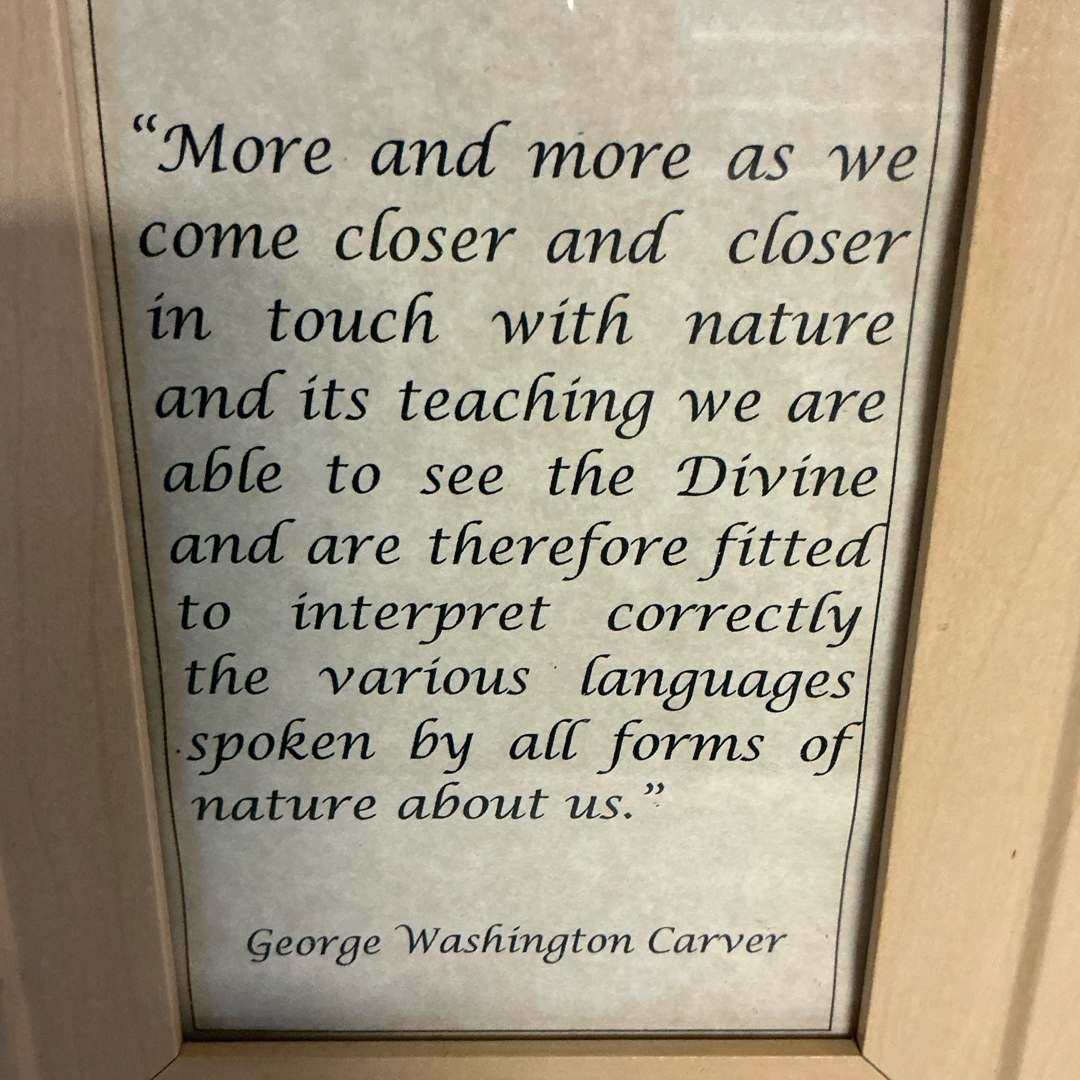 “More and more as we
come closer and closer
in touch with nature
and its teaching we are
able to see the Divine
and are therefore fitted
to interpret correctly
the various languages
spoken by all forms of
nature about us.”
George Washington Carver